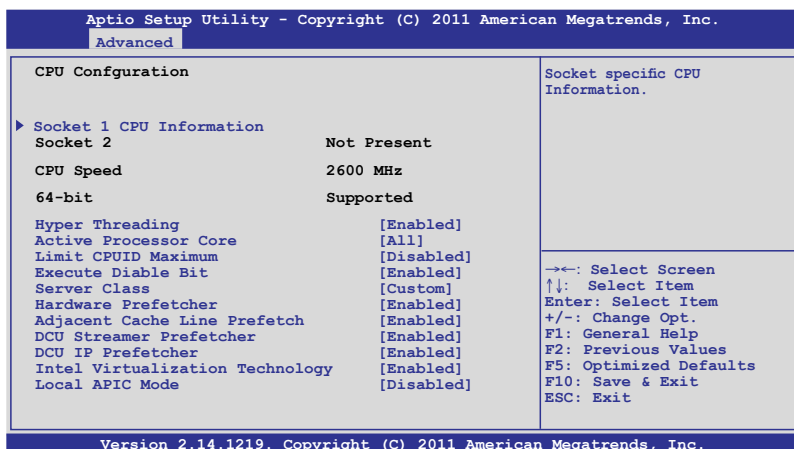 Aptio Setup Utility - Copyright (C) 2011 American Megatrends, Inc.
Advanced
CPU Confguration
Socket 1 CPU Information
Socket 2 Not Present
CPU Speed 2600 MHz
64-bit Supported
Hyper Threading [Enabled]
Active Processor Core [All]
Limit CPUID Maximum [Disabled]
Execute Diable Bit [Enabled]
Server Class [Custom]
Hardware Prefetcher [Enabled]
Adjacent Cache Line Prefetch [Enabled]
DCU Streamer Prefetcher [Enabled]
DCU IP Prefetcher [Enabled]
Intel Virtualization Technology [Enabled]
Local APIC Mode [Disabled]
Socket specific CPU
Information.
→←: Select Screen
↑↓: Select Item
Enter: Select Item
+/-: Change Opt.
F1: General Help
F2: Previous Values
F5: Optimized Defaults
F10: Save & Exit
ESC: Exit
Version 2.14.1219. Copyright (C) 2011 American Megatrends, Inc.